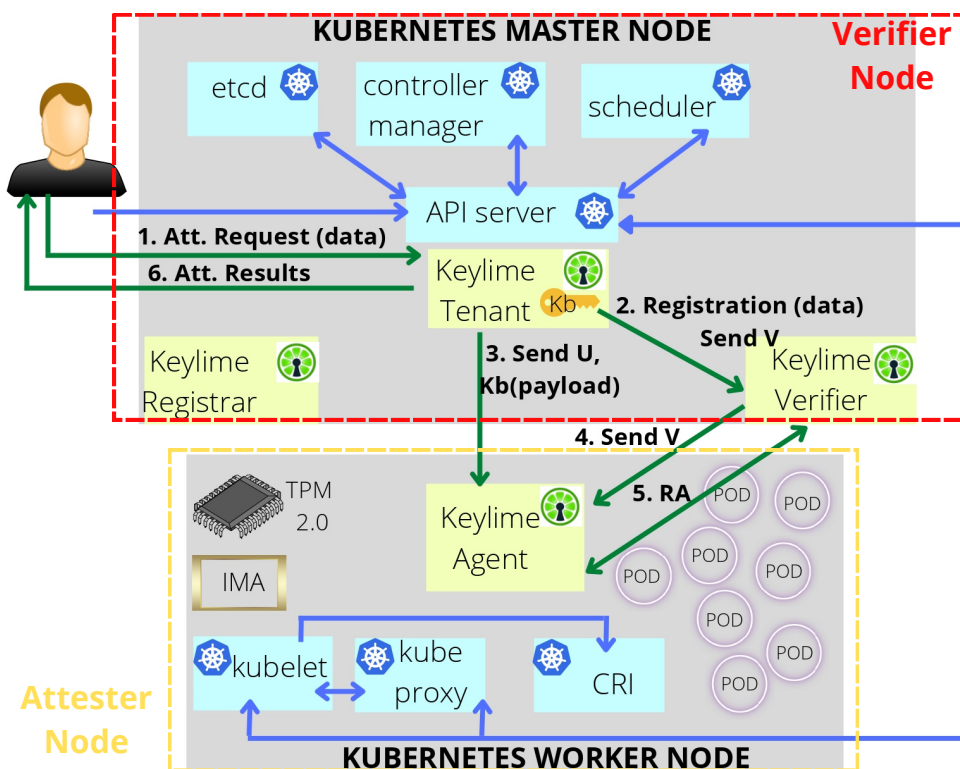 KUBERNETES MASTER NODE
Verifier
Node
etcd
controller
manager
scheduler
API server
1. Att. Request (data)
6. Att. Results
Keylime
Tenant
Kb
2. Registration (data)
Send V
3. Send U,
Kb(payload)
Keylime
Registrar
Keylime
Verifier
4. Send V
5. RA
TPM
2.0
IMA
Keylime
Agent
POD
POD
POD
POD
POD
POD
POD
POD
kubelet
kube
proxy
CRI
Attester
Node
KUBERNETES WORKER NODE